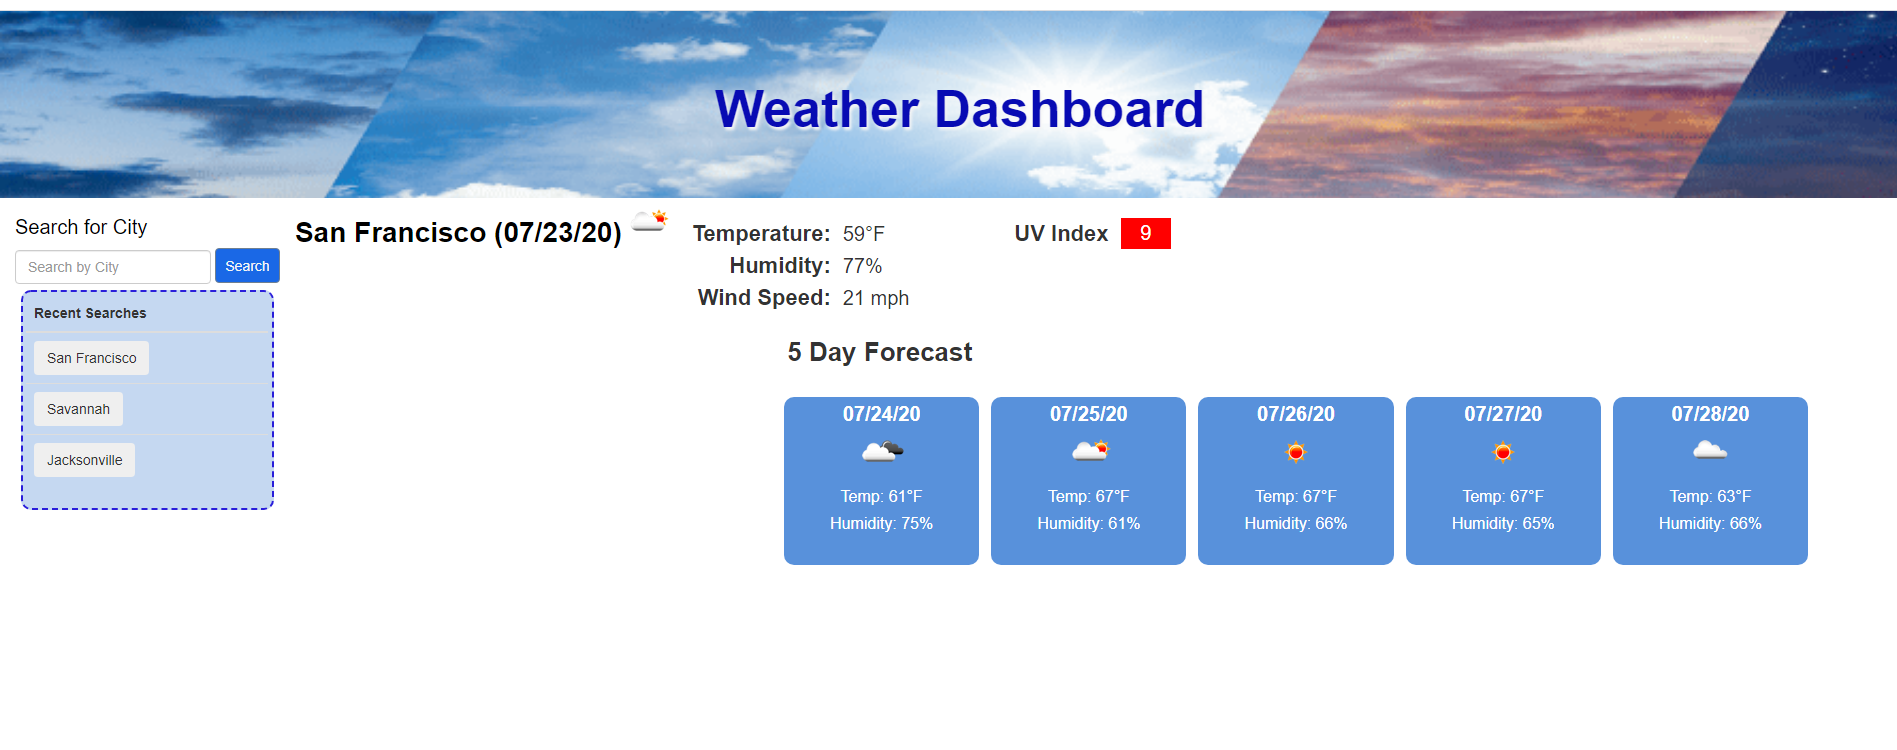 Weather Dashboard
Search for City
Search by City
Search
Recent Searches
San Francisco
Savannah
Jacksonville
San Francisco (07/23/20)
Temperature: 59°F
Humidity: 77%
Wind Speed: 21 mph
UV Index 9
5 Day Forecast
07/24/20
Temp: 61°F
Humidity: 75%
07/25/20
Temp: 67°F
Humidity: 61%
07/26/20
Temp: 67°F
Humidity: 66%
07/27/20
Temp: 67°F
Humidity: 65%
07/28/20
Temp: 63°F
Humidity: 66%